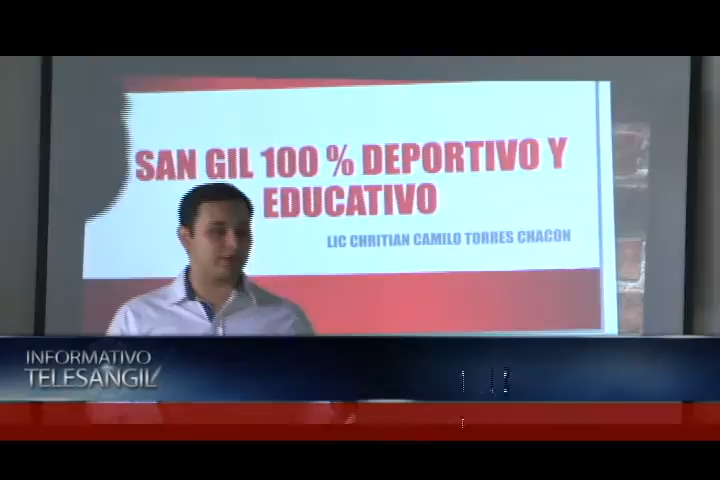 SAN GIL 100 % DEPORTIVO Y
EDUCATIVO
LIC CHRITIAN CAMILO TORRES CHACON
INFORMATIVO
TELESANGIL